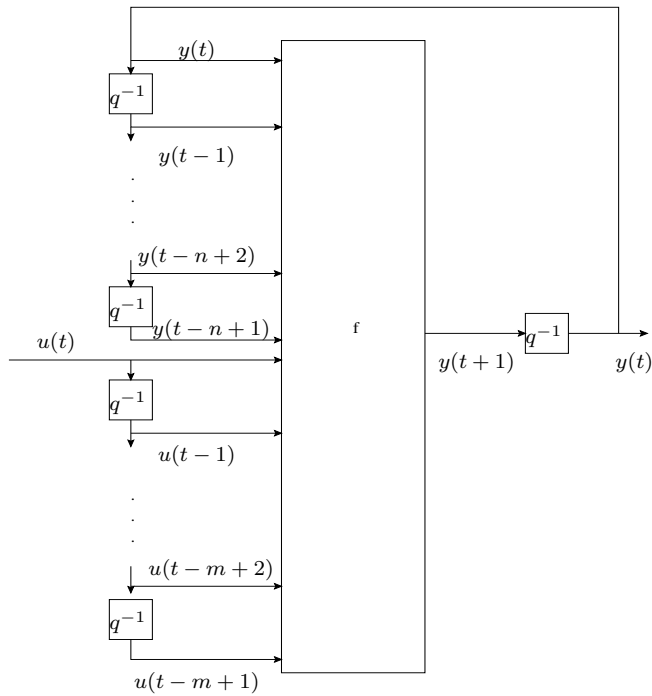 y(t)
q⁻¹
y(t − 1)
.
.
.
y(t − n + 2)
q⁻¹
y(t − n + 1)
f
q⁻¹
u(t)
y(t + 1)
y(t)
q⁻¹
u(t − 1)
.
.
.
u(t − m + 2)
q⁻¹
u(t − m + 1)